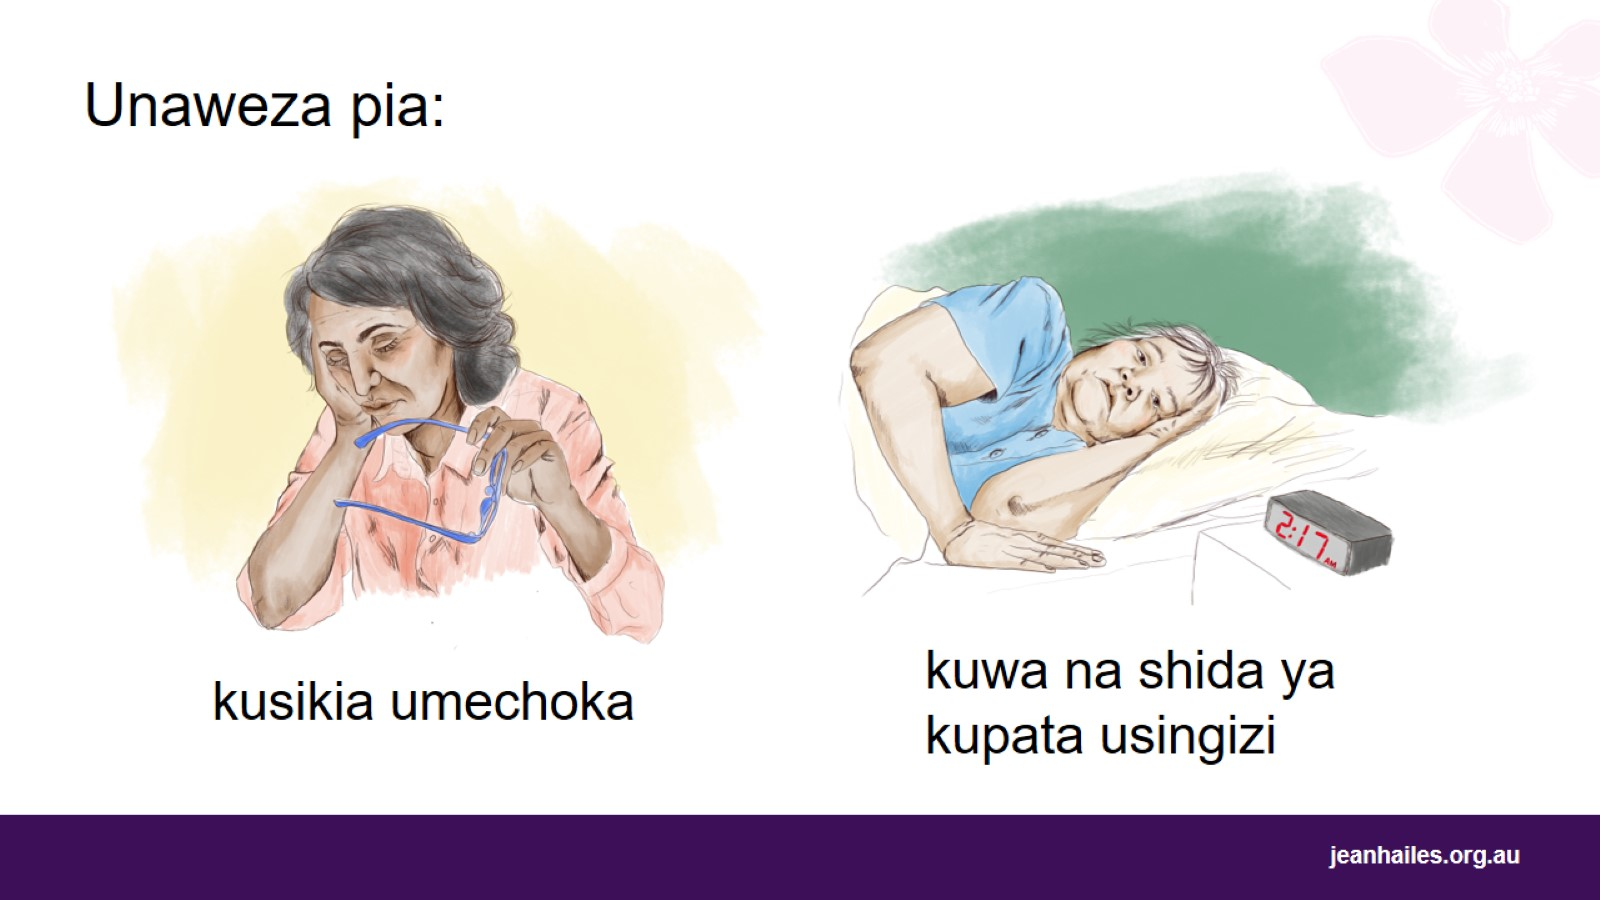 Unaweza pia:
2:17 AM
kusikia umechoka
kuwa na shida ya
kupata usingizi
jeanhailes.org.au